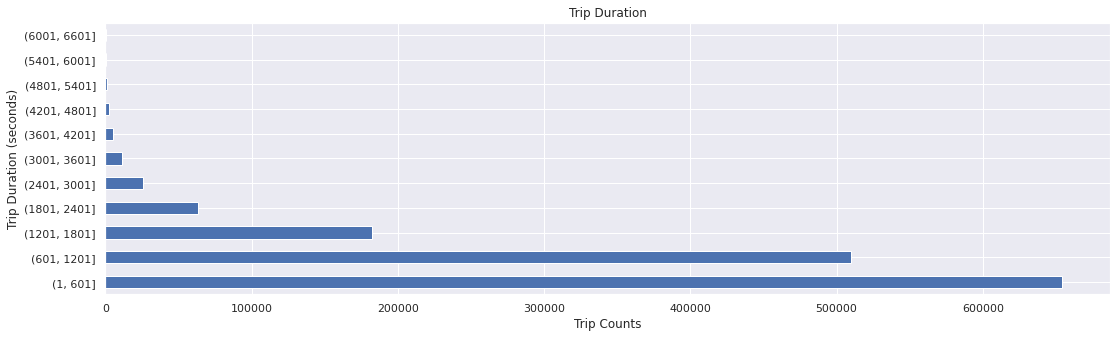 Trip Duration
Trip Duration (seconds)
(6001, 6601]
(5401, 6001]
(4801, 5401]
(4201, 4801]
(3601, 4201]
(3001, 3601]
(2401, 3001]
(1801, 2401]
(1201, 1801]
(601, 1201]
(1, 601]
0 100000 200000 300000 400000 500000 600000
Trip Counts